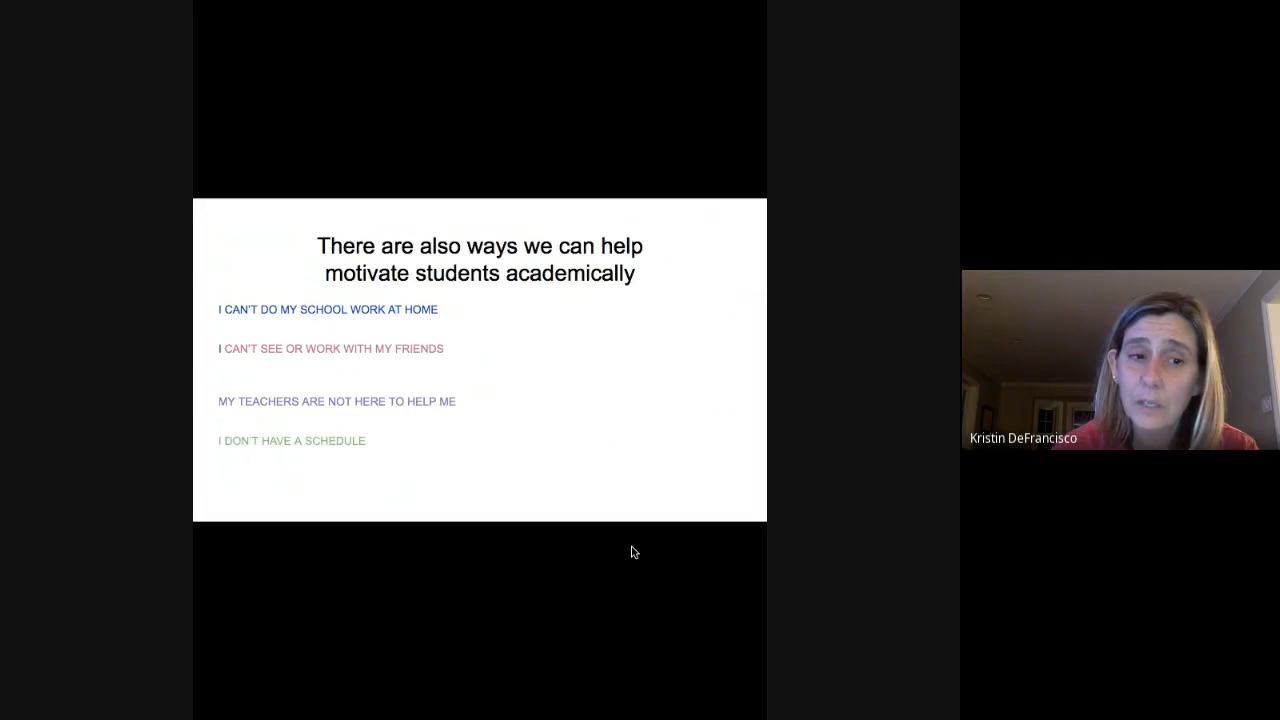 There are also ways we can help
motivate students academically
I CAN'T DO MY SCHOOL WORK AT HOME
I CAN'T SEE OR WORK WITH MY FRIENDS
MY TEACHERS ARE NOT HERE TO HELP ME
I DON'T HAVE A SCHEDULE
Kristin DeFrancisco